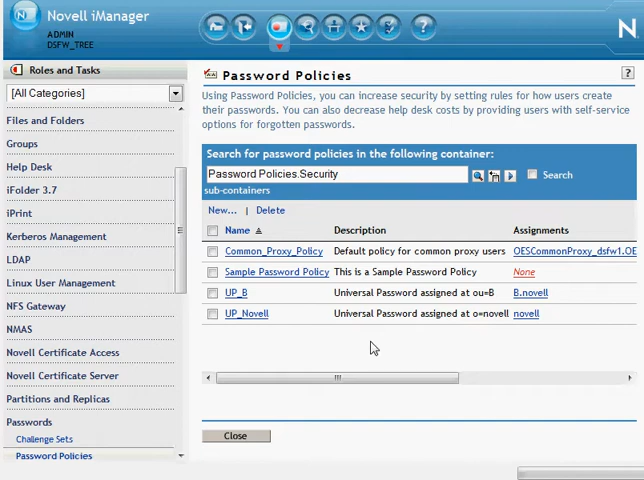 Novell iManager
ADMIN
DSFW_TREE
N
Roles and Tasks
[All Categories]
Files and Folders
Groups
Help Desk
iFolder 3.7
iPrint
Kerberos Management
LDAP
Linux User Management
NFS Gateway
NMAS
Novell Certificate Access
Novell Certificate Server
Partitions and Replicas
Passwords
Challenge Sets
Password Policies
Password Policies
?
Using Password Policies, you can increase security by setting rules for how users create
their passwords. You can also decrease help desk costs by providing users with self-service
options for forgotten passwords.
Search for password policies in the following container:
Password Policies.Security
Search
sub-containers
New... | Delete
Name Description Assignments
Common_Proxy_Policy Default policy for common proxy users OESCommonProxy_dsfw1.OE
Sample Password Policy This is a Sample Password Policy None
UP_B Universal Password assigned at ou=B B.novell
UP_Novell Universal Password assigned at o=novell novell
Close